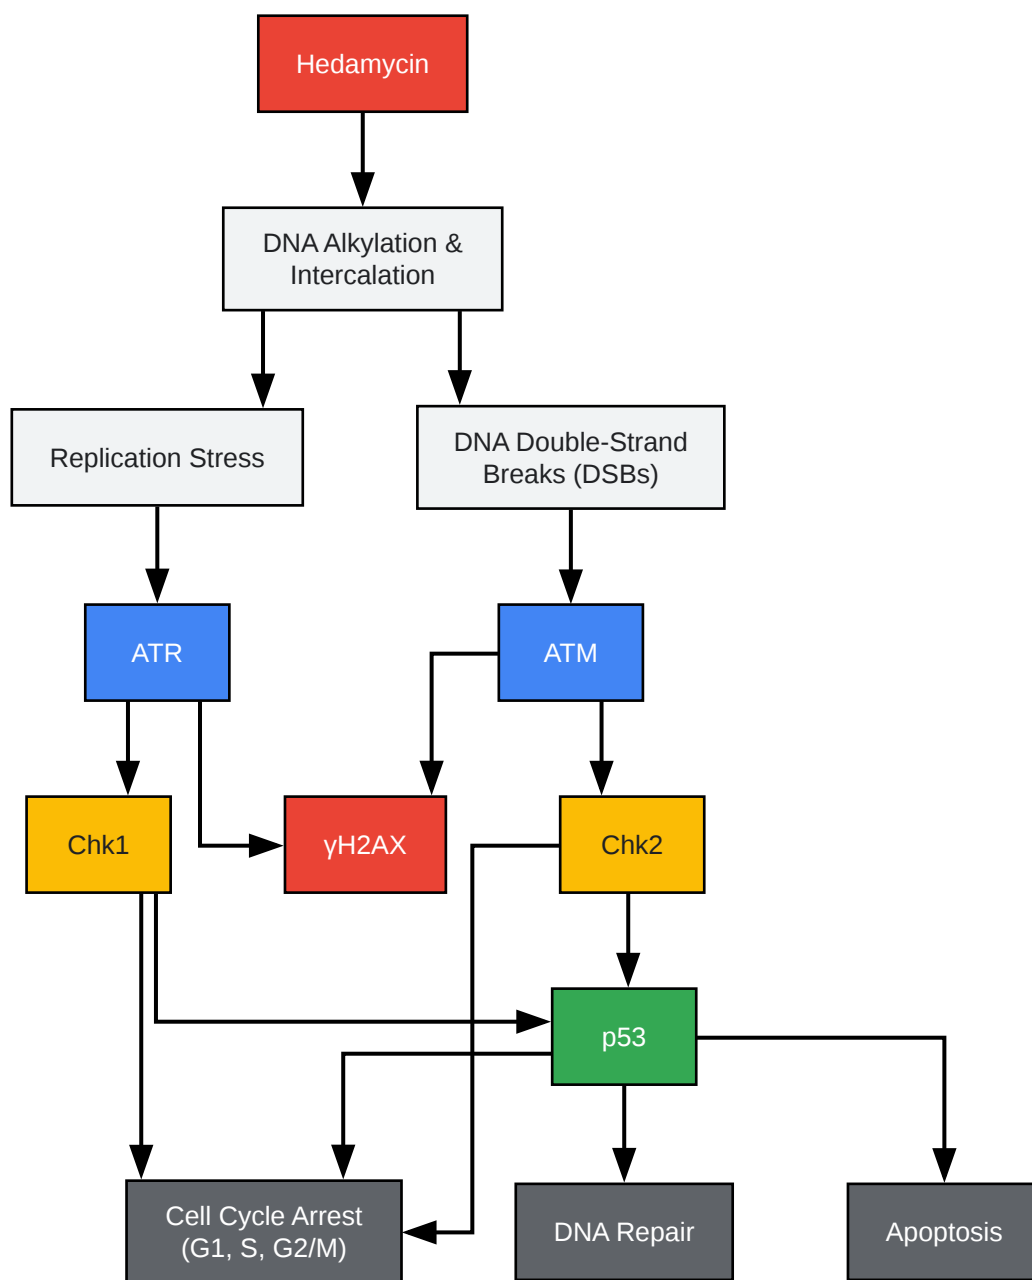 Hedamycin
DNA Alkylation &
Intercalation
Replication Stress
DNA Double-Strand
Breaks (DSBs)
ATR
ATM
Chk1
γH2AX
Chk2
p53
Cell Cycle Arrest
(G1, S, G2/M)
DNA Repair
Apoptosis